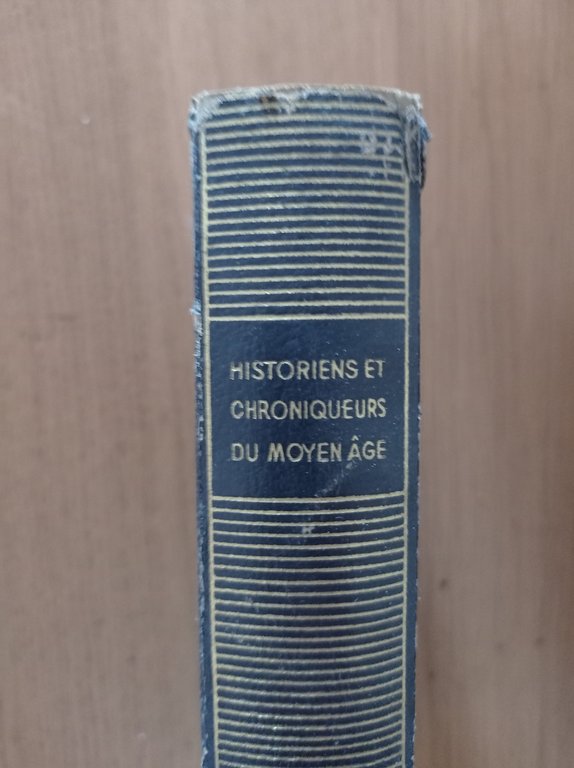 HISTORIENS ET
CHRONIQUEURS
DU MOYEN ÂGE